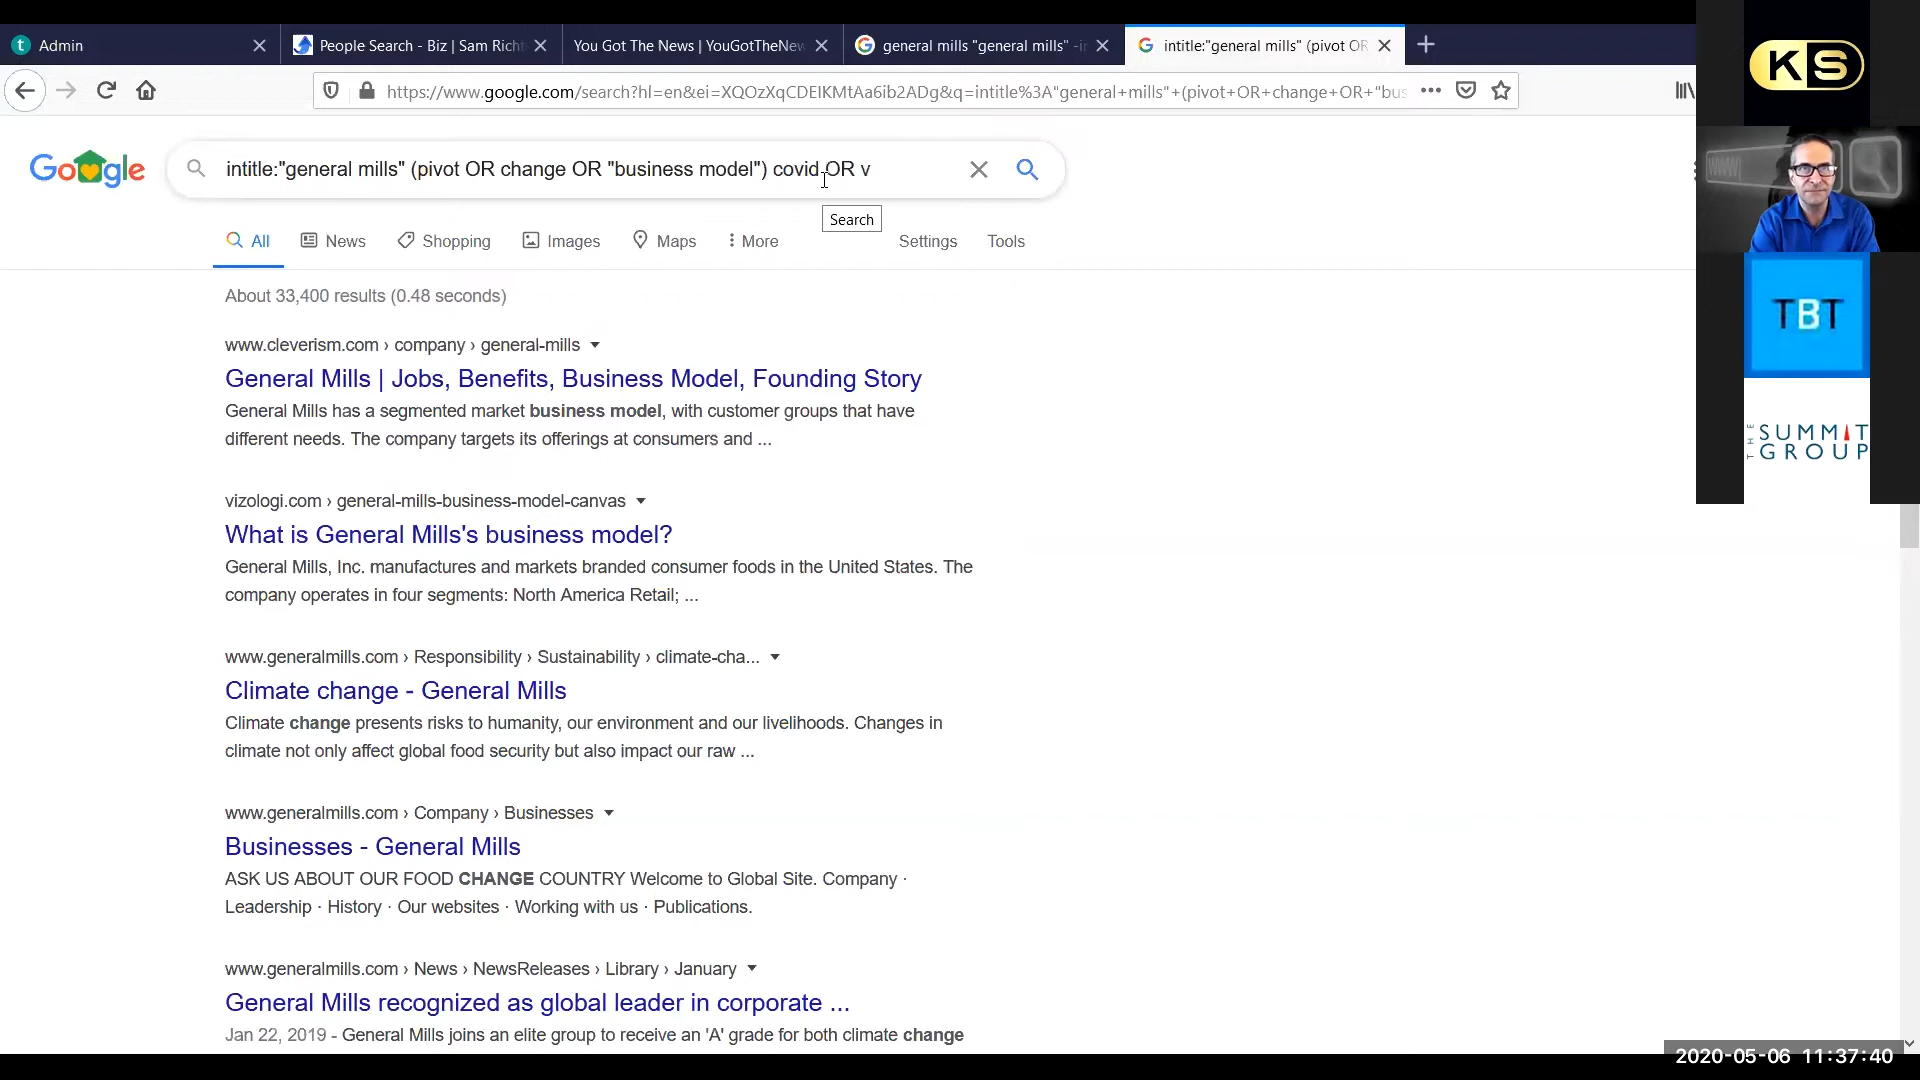 Admin
People Search - Biz | Sam Rich
You Got The News | YouGotTheNew
general mills "general mills" -i
intitle:"general mills" (pivot OR
https://www.google.com/search?hl=en&ei=XQOzXqCDEIKMtAa6ib2ADg&q=intitle%3A"general+mills"+(pivot+OR+change+OR+"bus
Google
intitle:"general mills" (pivot OR change OR "business model") covid OR v
Search
All
News
Shopping
Images
Maps
More
Settings
Tools
About 33,400 results (0.48 seconds)
www.cleverism.com › company › general-mills
General Mills | Jobs, Benefits, Business Model, Founding Story
General Mills has a segmented market business model, with customer groups that have
different needs. The company targets its offerings at consumers and ...
vizologi.com › general-mills-business-model-canvas
What is General Mills's business model?
General Mills, Inc. manufactures and markets branded consumer foods in the United States. The
company operates in four segments: North America Retail; ...
www.generalmills.com › Responsibility › Sustainability › climate-cha...
Climate change - General Mills
Climate change presents risks to humanity, our environment and our livelihoods. Changes in
climate not only affect global food security but also impact our raw ...
www.generalmills.com › Company › Businesses
Businesses - General Mills
ASK US ABOUT OUR FOOD CHANGE COUNTRY Welcome to Global Site. Company ·
Leadership · History · Our websites · Working with us · Publications.
www.generalmills.com › News › NewsReleases › Library › January
General Mills recognized as global leader in corporate ...
Jan 22, 2019 - General Mills joins an elite group to receive an 'A' grade for both climate change
KS
WWW
TBT
THE
SUMMIT
GROUP
2020-05-06 11:37:40